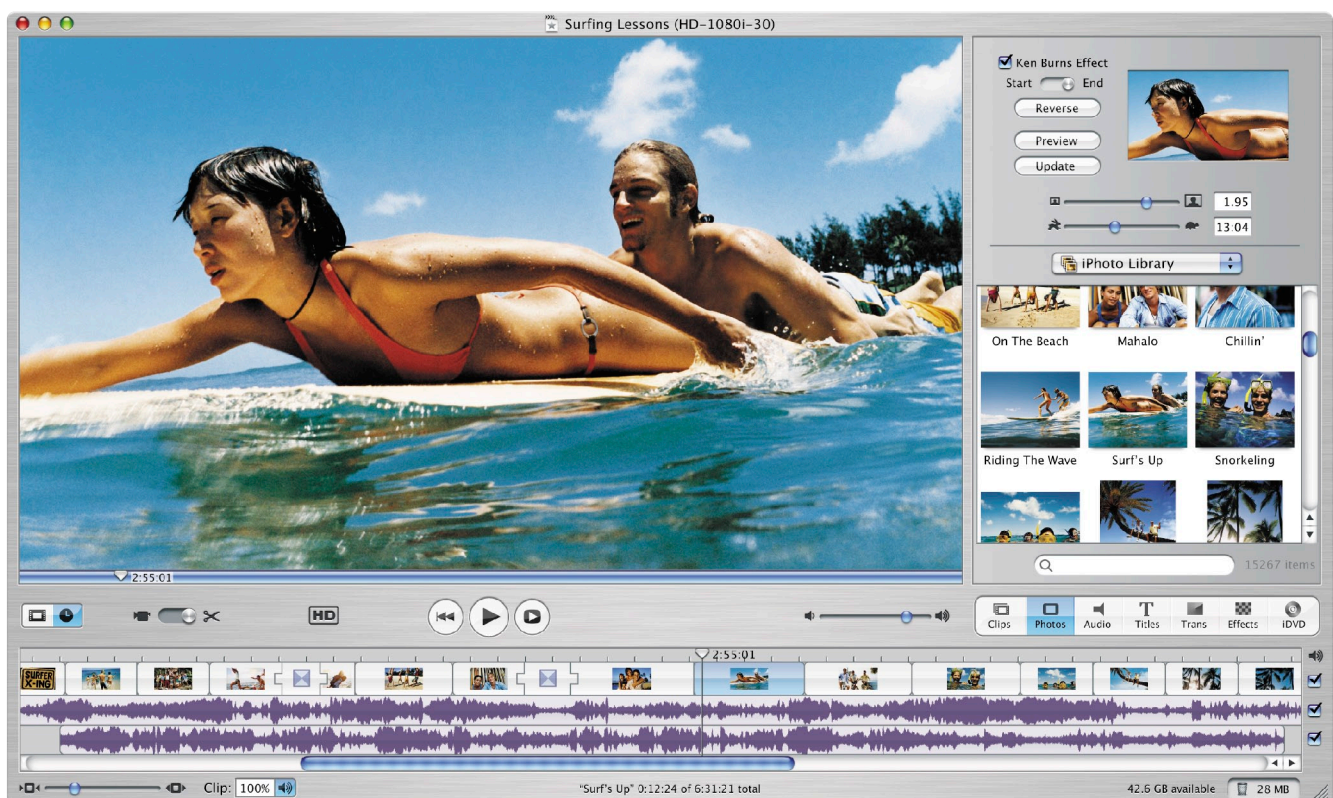 Surfing Lessons (HD-1080i-30)
Ken Burns Effect
Start End
Reverse
Preview
Update
1.95
13:04
iPhoto Library
On The Beach Mahalo Chillin'
Riding The Wave Surf's Up Snorkeling
15267 items
2:55:01
HD
Clips Photos Audio Titles Trans Effects iDVD
2:55:01
SURFER
X-ING
Clip: 100%
"Surf's Up" 0:12:24 of 6:31:21 total
42.6 GB available
28 MB